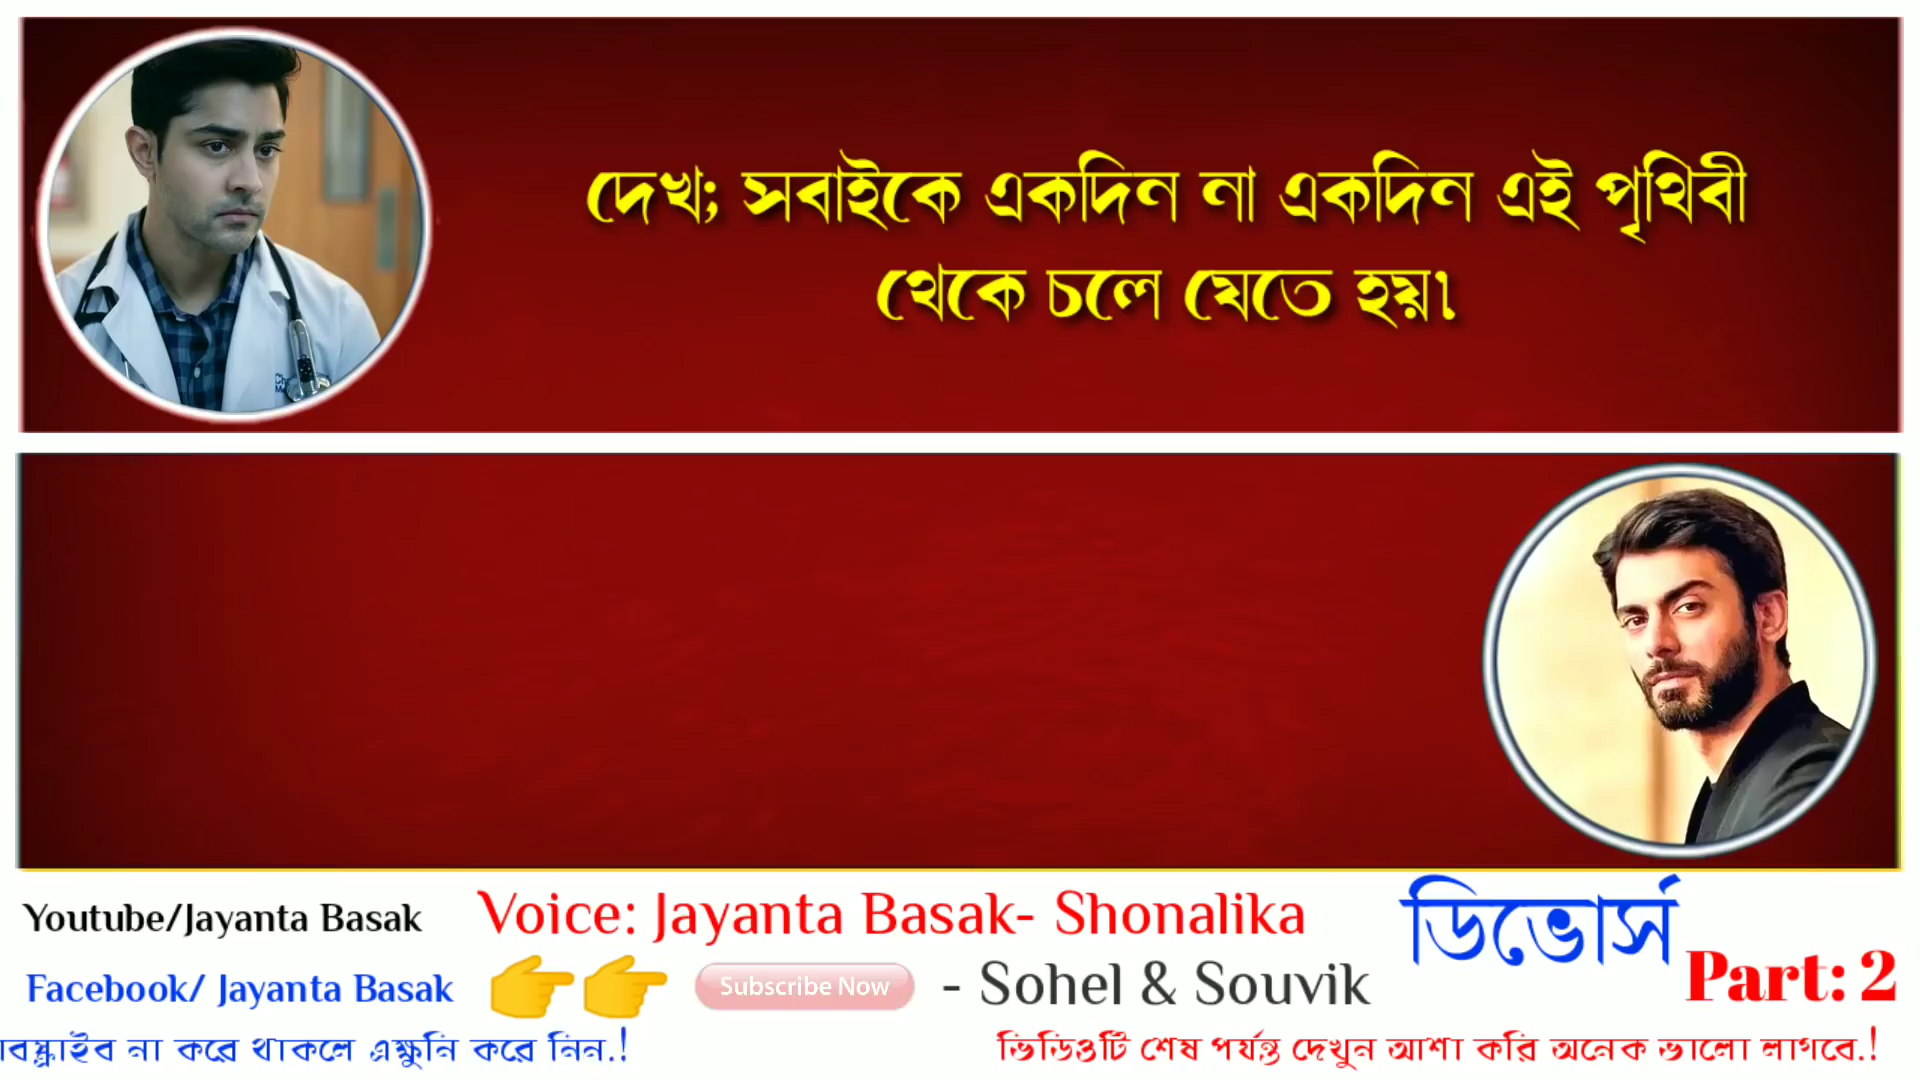 দেখ; সবাইকে একদিন না একদিন এই পৃথিবী
থেকে চলে যেতে হয়।
Youtube/Jayanta Basak
Voice: Jayanta Basak- Shonalika
ডিভোর্স
Facebook/ Jayanta Basak
Subscribe Now
- Sohel & Souvik
Part: 2
না করে থাকলে এক্ষুনি করে নিন.!
ভিডিওটি শেষ পর্যন্ত দেখুন আশা করি অনেক ভালো লাগবে.!